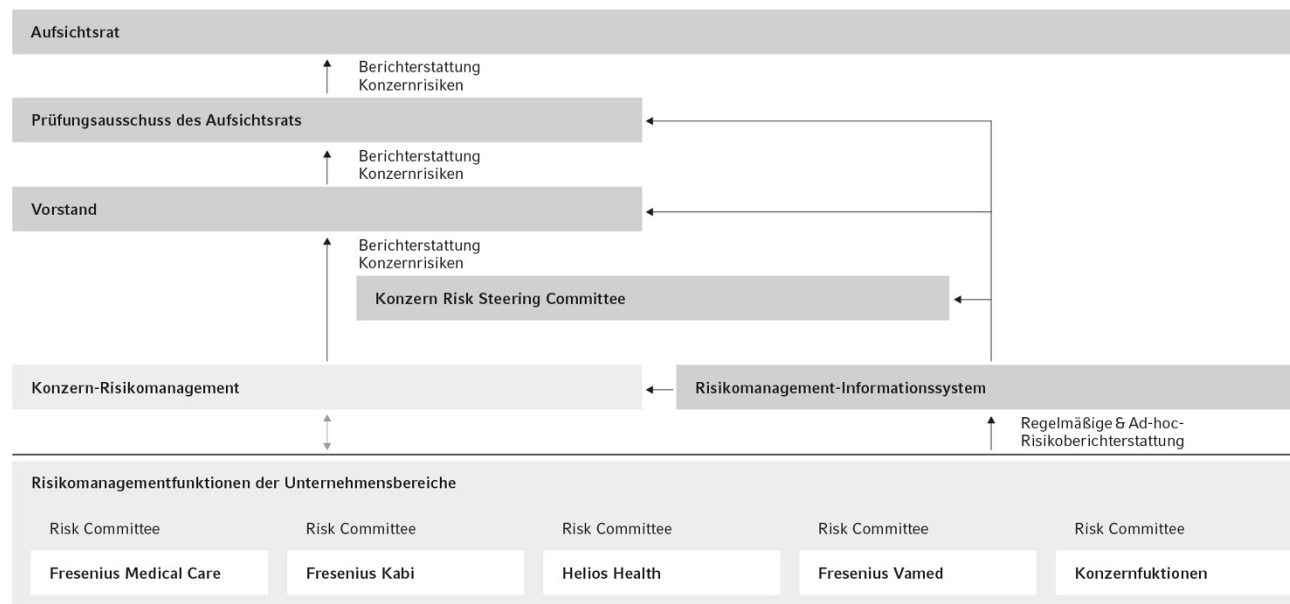 Aufsichtsrat
Berichterstattung
Konzernrisiken
Prüfungsausschuss des Aufsichtsrats
Berichterstattung
Konzernrisiken
Vorstand
Berichterstattung
Konzernrisiken
Konzern Risk Steering Committee
Konzern-Risikomanagement
Risikomanagement-Informationssystem
Regelmäßige & Ad-hoc-
Risikoberichterstattung
Risikomanagementfunktionen der Unternehmensbereiche
Risk Committee
Fresenius Medical Care
Risk Committee
Fresenius Kabi
Risk Committee
Helios Health
Risk Committee
Fresenius Vamed
Risk Committee
Konzernfuktionen